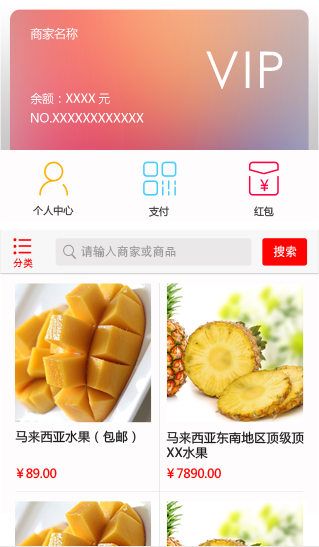 商家名称
VIP
余额：XXXX 元
NO.XXXXXXXXXXXX
个人中心
支付
红包
分类
请输入商家或商品
搜索
马来西亚水果（包邮）
¥89.00
马来西亚东南地区顶级顶
XX水果
¥7890.00